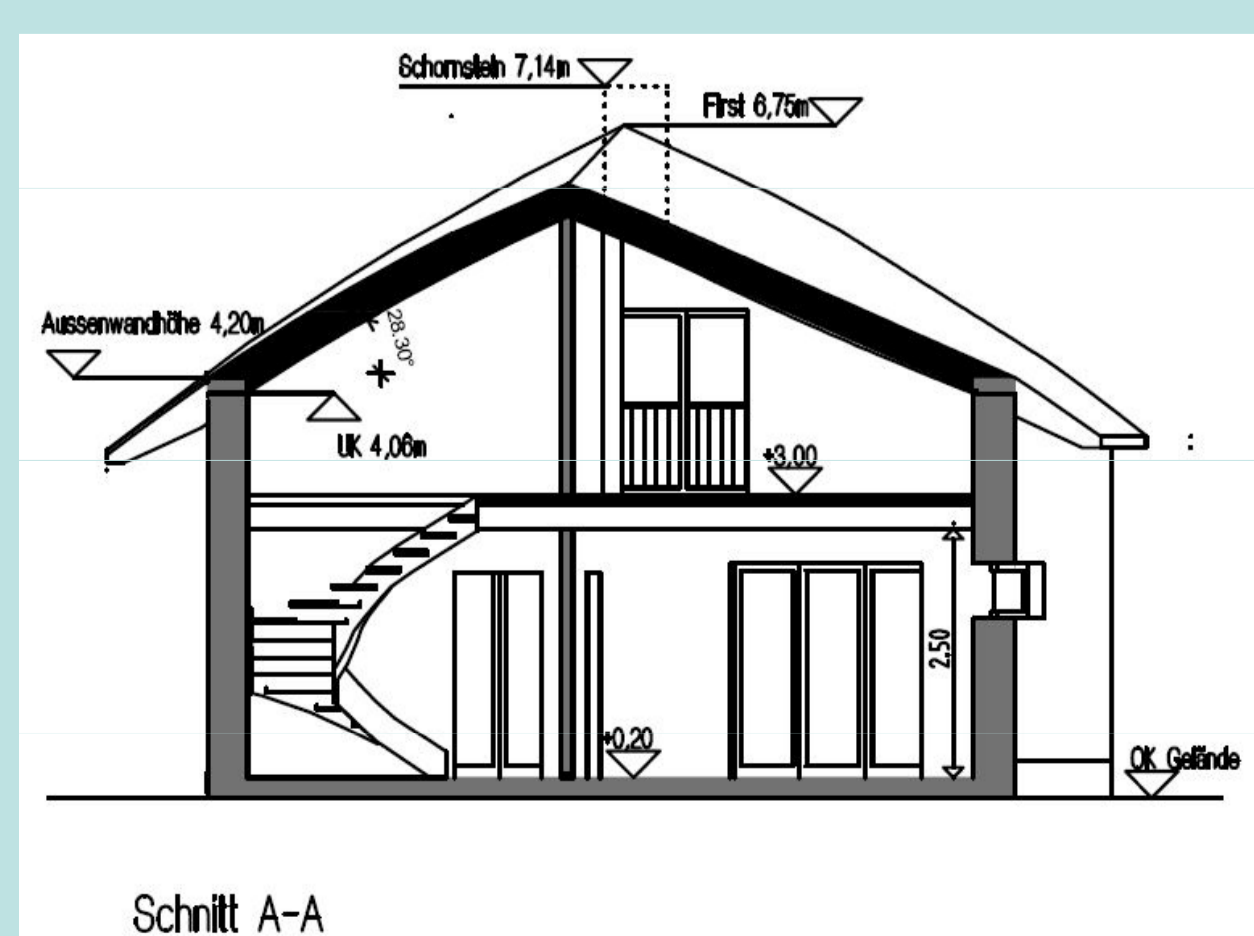 Schornstein 7,14m
First 6,75m
Aussenwandhöhe 4,20m
28.30°
UK 4,06m
+3,00
2,50
+0,20
OK Gelände
Schnitt A-A